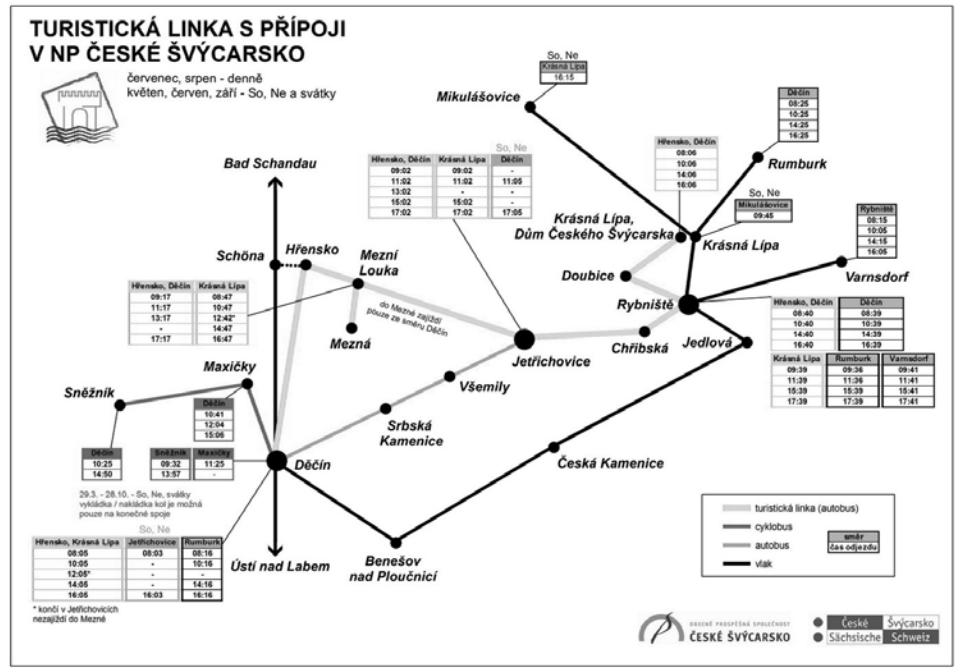 TURISTICKÁ LINKA S PŘÍPOJI
V NP ČESKÉ ŠVÝCARSKO
červenec, srpen - denně
květen, červen, září - So, Ne a svátky
So, Ne
Krásná Lípa
16:15
Mikulášovice
Děčín
08:25
10:25
14:25
16:25
Rumburk
Hřensko, Děčín
08:06
10:06
14:06
16:06
So, Ne
Mikulášovice
09:45
Krásná Lípa,
Dům Českého Švýcarska
Krásná Lípa
Rybniště
08:15
10:05
14:15
16:05
Varnsdorf
Bad Schandau
So, Ne
Hřensko, Děčín Krásná Lípa Děčín
09:02 09:02 -
11:02 11:02 11:05
13:02 - -
15:02 15:02 -
17:02 17:02 17:05
Schöna
Hřensko
Mezní
Louka
Doubice
Rybniště
Hřensko, Děčín Krásná Lípa
09:17 08:47
11:17 10:47
13:17 12:42*
- 14:47
17:17 16:47
do Mezné zajíždí
pouze ze směru Děčín
Mezná
Jetřichovice
Chřibská
Jedlová
Hřensko, Děčín Děčín
08:40 08:39
10:40 10:39
14:40 14:39
16:40 16:39
Krásná Lípa Rumburk Varnsdorf
09:39 09:36 09:41
11:39 11:36 11:41
15:39 15:39 15:41
17:39 17:39 17:41
Maxičky
Sněžník
Všemily
Srbská
Kamenice
Děčín
10:41
12:04
15:06
Děčín
10:25
14:50
Sněžník Maxičky
09:32 11:25
13:57 -
Děčín
Česká Kamenice
29.3. - 28.10. - So, Ne, svátky
vykládka / nakládka kol je možná
pouze na konečné spoje
So, Ne
Hřensko, Krásná Lípa Jetřichovice Rumburk
08:05 08:03 08:16
10:05 - 10:16
12:05* - -
14:05 - 14:16
16:05 16:03 16:16
* končí v Jetřichovicích
nezajíždí do Mezné
Ústí nad Labem
Benešov
nad Ploučnicí
turistická linka (autobus)
cyklobus
autobus
vlak
směr
čas odjezdu
OBECNĚ PROSPĚŠNÁ SPOLEČNOST
ČESKÉ ŠVÝCARSKO
České Švýcarsko
Sächsische Schweiz